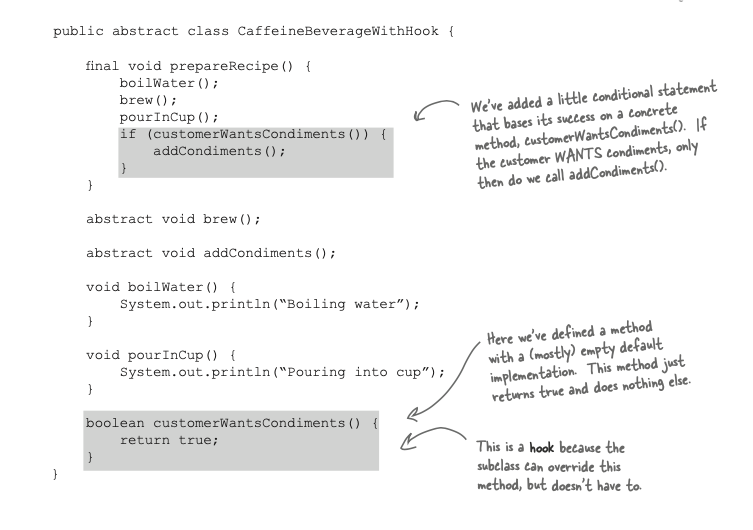 public abstract class CaffeineBeverageWithHook {
final void prepareRecipe() {
boilWater();
brew();
pourInCup();
if (customerWantsCondiments()) {
addCondiments();
}
}
We've added a little conditional statement
that bases its success on a concrete
method, customerWantsCondiments(). If
the customer WANTS condiments, only
then do we call addCondiments().
abstract void brew();
abstract void addCondiments();
void boilWater() {
System.out.println(“Boiling water”);
}
void pourInCup() {
System.out.println(“Pouring into cup”);
}
Here we've defined a method
with a (mostly) empty default
implementation. This method just
returns true and does nothing else.
boolean customerWantsCondiments() {
return true;
}
}
This is a hook because the
subclass can override this
method, but doesn't have to.